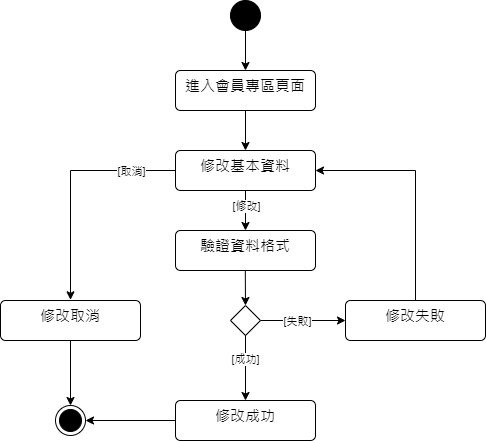 進入會員專區頁面
修改基本資料
[取消]
[修改]
驗證資料格式
修改取消
[失敗]
修改失敗
[成功]
修改成功